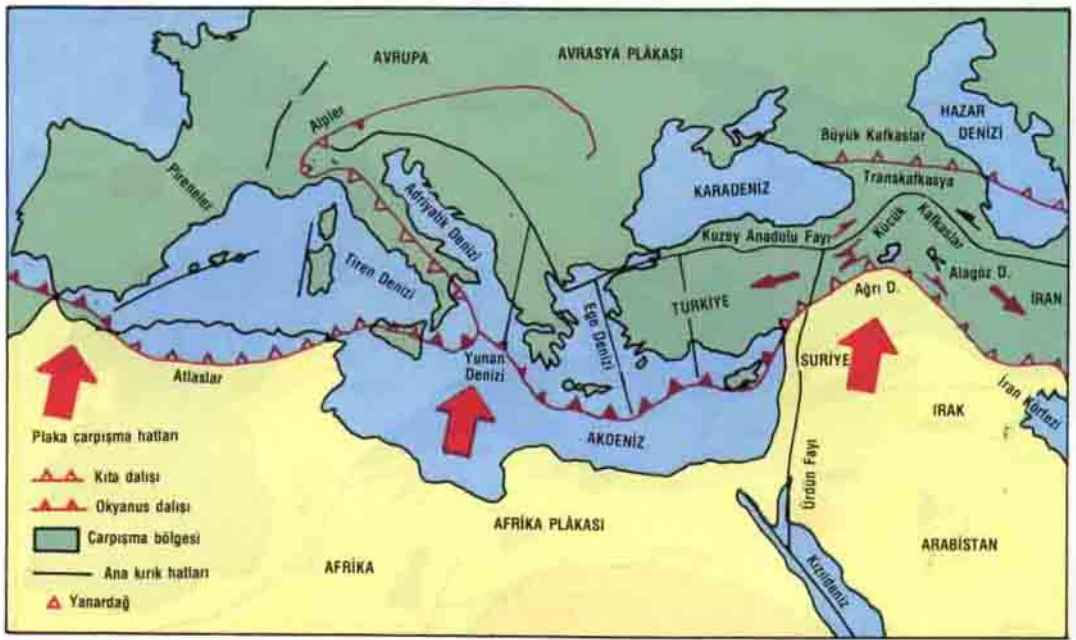 AVRUPA
AVRASYA PLÂKASI
HAZAR
DENİZİ
Alpler
Büyük Kafkaslar
Transkafkasya
Pireneler
Adriyatik Denizi
KARADENİZ
Kuzey Anadolu Fayı
Küçük Kafkaslar
Tiren Denizi
Ege Denizi
TÜRKİYE
Ağrı D.
Alagöz D.
İRAN
Atlaslar
Yunan
Denizi
SURİYE
İran Körfezi
IRAK
AKDENİZ
Ürdün Fayı
Plaka çarpışma hatları
Kıta dalışı
Okyanus dalışı
Çarpışma bölgesi
Ana kırık hatları
Yanardağ
AFRİKA PLÂKASI
AFRİKA
ARABİSTAN
Kızıldeniz